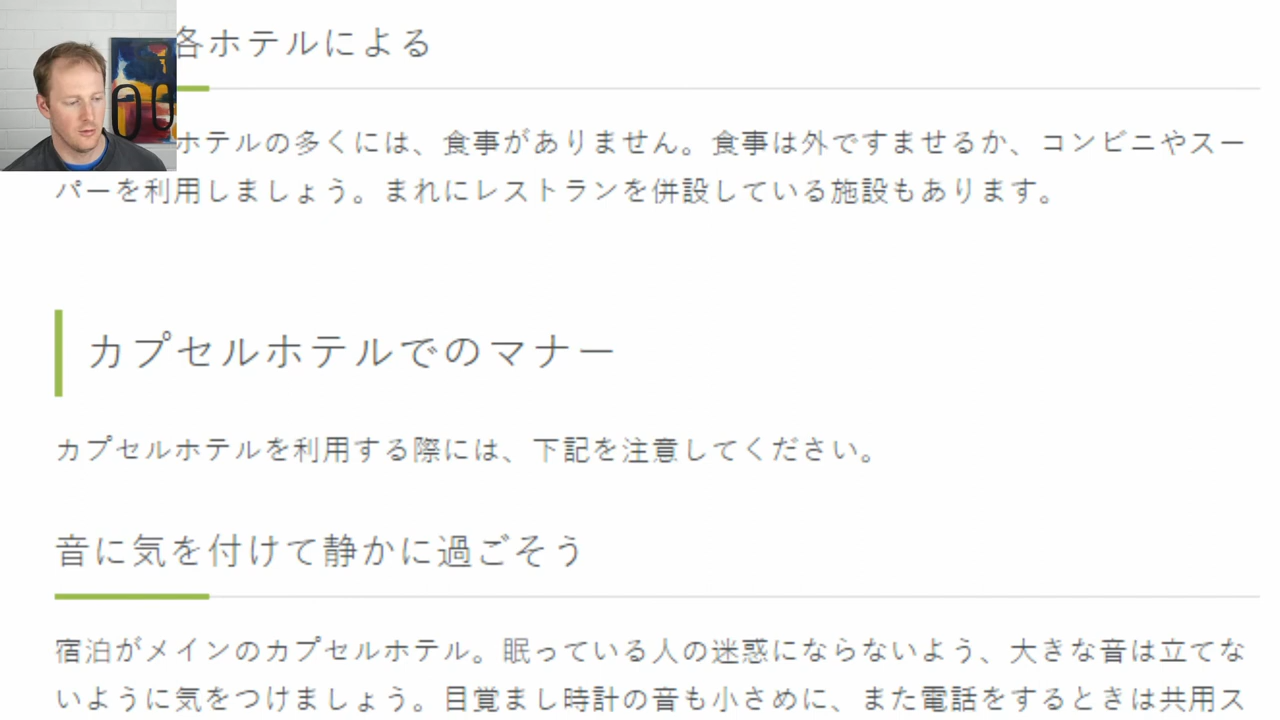 各ホテルによる
ホテルの多くには、食事がありません。食事は外ですませるか、コンビニやスー
パーを利用しましょう。まれにレストランを併設している施設もあります。
カプセルホテルでのマナー
カプセルホテルを利用する際には、下記を注意してください。
音に気を付けて静かに過ごそう
宿泊がメインのカプセルホテル。眠っている人の迷惑にならないよう、大きな音は立てな
いように気をつけましょう。目覚まし時計の音も小さめに、また電話をするときは共用ス